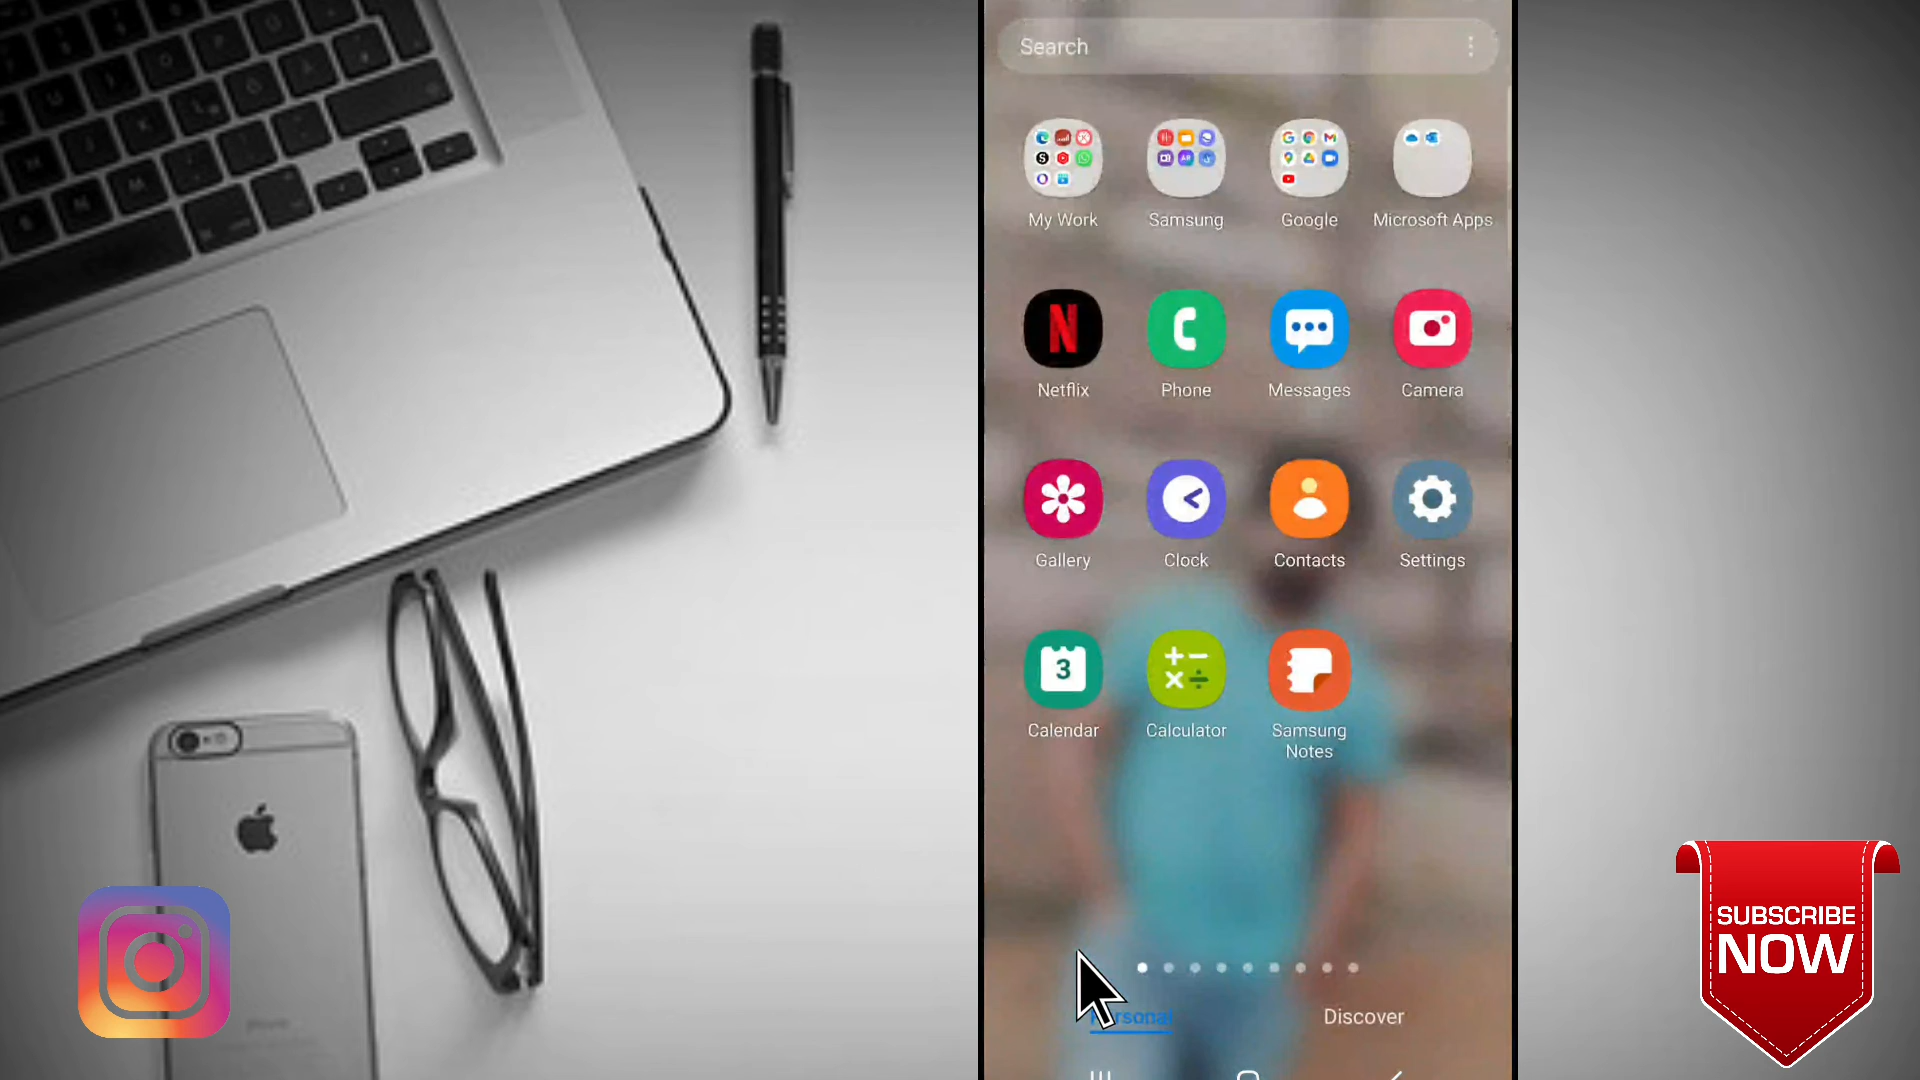 Search
My Work
Samsung
Google
Microsoft Apps
Netflix
Phone
Messages
Camera
Gallery
Clock
Contacts
Settings
3
Calendar
Calculator
Samsung
Notes
Discover
SUBSCRIBE
NOW